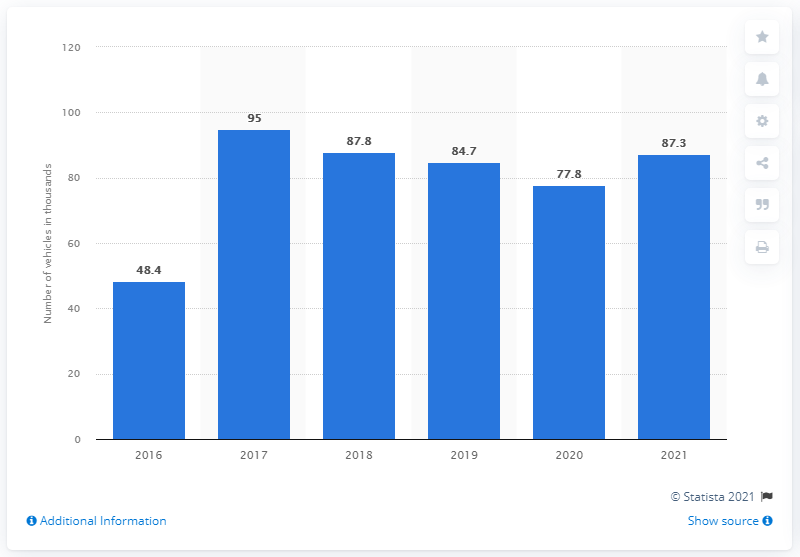 120
100
80
60
40
20
0
Number of vehicles in thousands
48.4
95
87.8
84.7
77.8
87.3
2016 2017 2018 2019 2020 2021
© Statista 2021
Additional Information
Show source